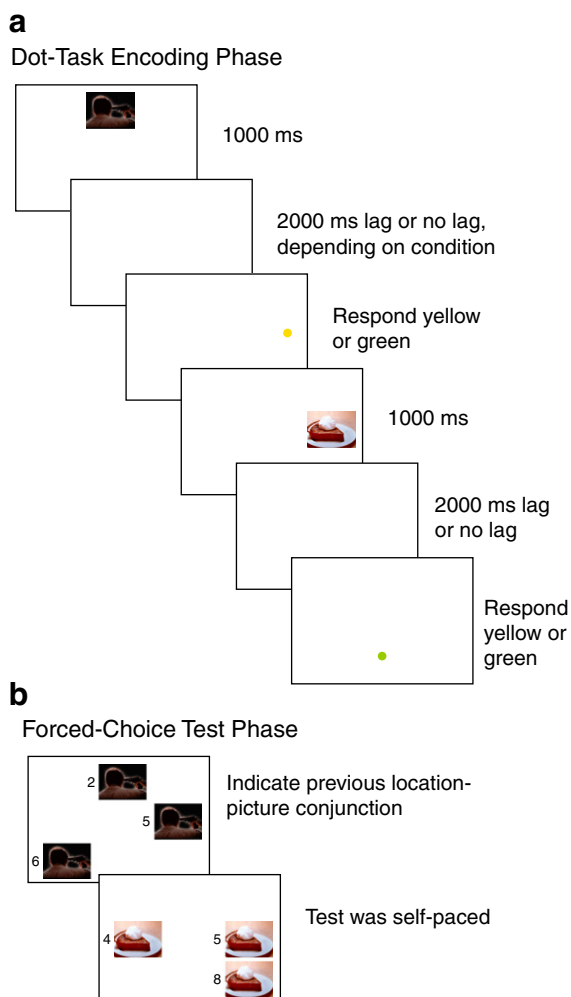 a
Dot-Task Encoding Phase
1000 ms
2000 ms lag or no lag,
depending on condition
Respond yellow
or green
1000 ms
2000 ms lag
or no lag
Respond
yellow or
green
b
Forced-Choice Test Phase
2
Indicate previous location-
picture conjunction
5
6
Test was self-paced
4
5
8